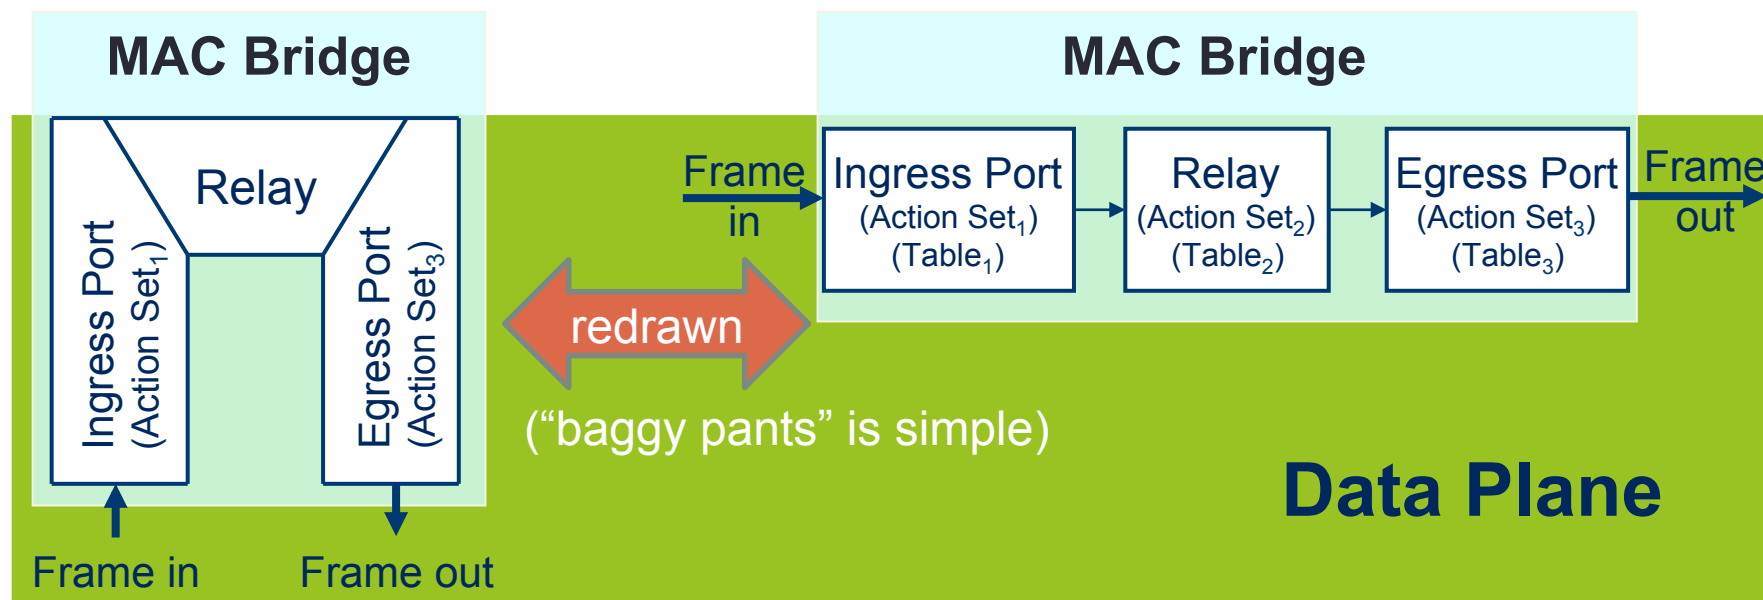 MAC Bridge
Relay
Ingress Port
(Action Set₁)
Egress Port
(Action Set₃)
Frame in
Frame out
redrawn
(“baggy pants” is simple)
MAC Bridge
Frame
in
Ingress Port
(Action Set₁)
(Table₁)
Relay
(Action Set₂)
(Table₂)
Egress Port
(Action Set₃)
(Table₃)
Frame
out
Data Plane